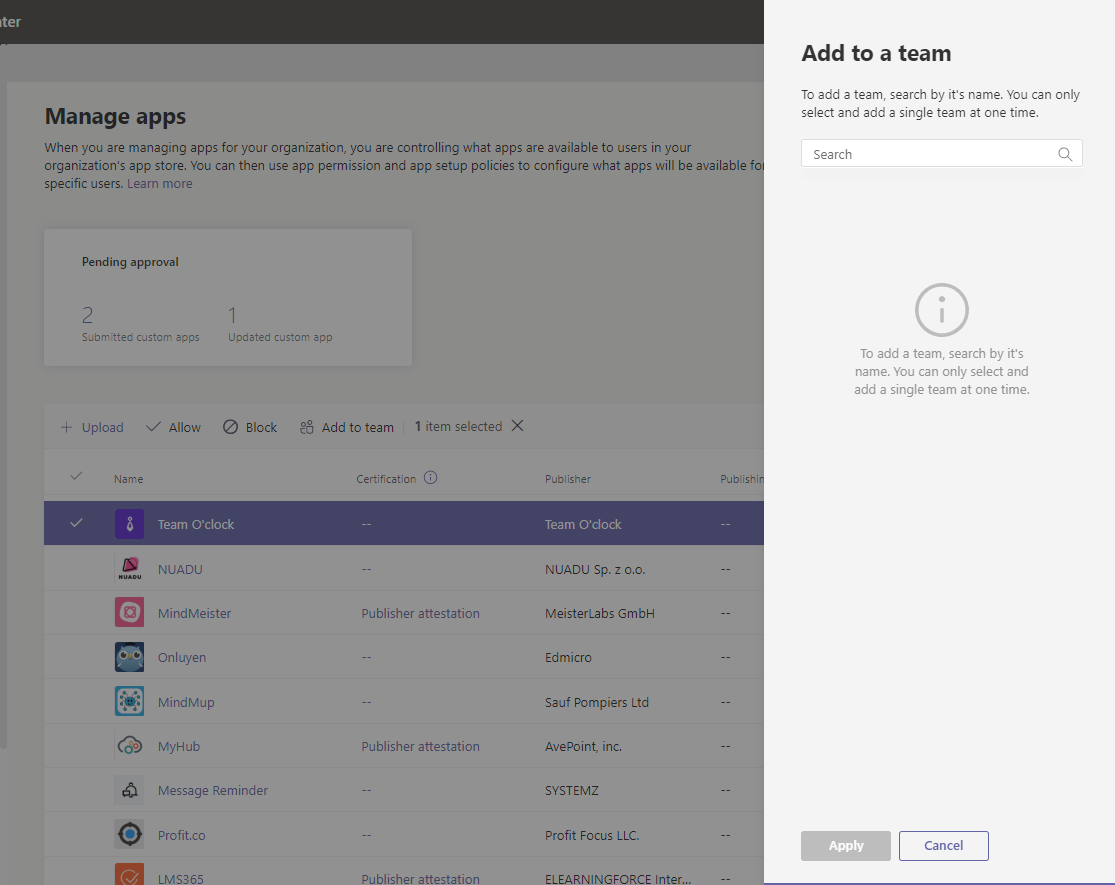 Add to a team
To add a team, search by it's name. You can only
select and add a single team at one time.
Search
To add a team, search by it's
name. You can only select and
add a single team at one time.
Apply Cancel
Manage apps
When you are managing apps for your organization, you are controlling what apps are available to users in your
organization's app store. You can then use app permission and app setup policies to configure what apps will be available for
specific users. Learn more
Pending approval
2 1
Submitted custom apps Updated custom app
Upload Allow Block Add to team 1 item selected
Name Certification Publisher Publishin
Team O'clock -- Team O'clock --
NUADU NUADU -- NUADU Sp. z o.o. --
MindMeister Publisher attestation MeisterLabs GmbH --
Onluyen -- Edmicro --
MindMup -- Sauf Pompiers Ltd --
MyHub Publisher attestation AvePoint, inc. --
Message Reminder -- SYSTEMZ --
Profit.co -- Profit Focus LLC. --
LMS365 Publisher attestation ELEARNINGFORCE Inter...